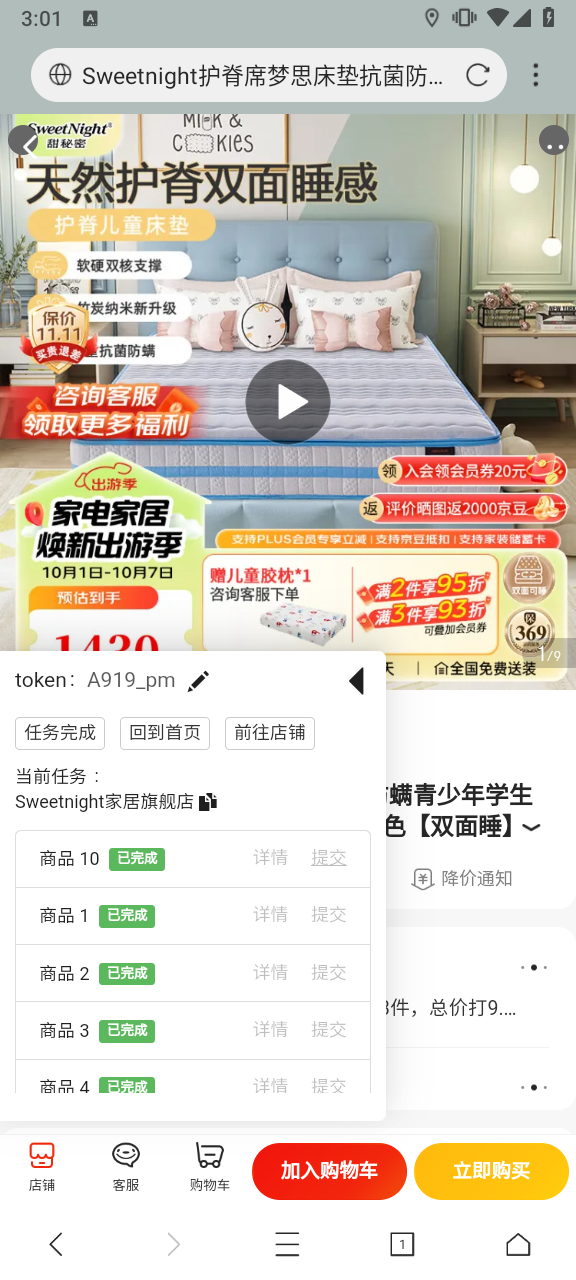 3:01
A
Sweetnight护脊席梦思床垫抗菌防...
SweetNight
甜秘密
MILK &
COOKIES
天然护脊双面睡感
护脊儿童床垫
软硬双核支撑
竹炭纳米新升级
抗菌防螨
保价
11.11
买贵退差
咨询客服
领取更多福利
领 入会领会员券20元
返 评价晒图返2000京豆
出游季
家电家居
焕新出游季
10月1日-10月7日
预估到手
1430
支持PLUS会员专享立减 | 支持京豆抵扣 | 支持家装储蓄卡
赠儿童胶枕*1
咨询客服下单
满2件享95折
满3件享93折
可叠加会员券
双面可睡
369
1/9
天 | 全国免费送装
token: A919_pm
任务完成 回到首页 前往店铺
当前任务：
Sweetnight家居旗舰店
商品 10 已完成 详情 提交
商品 1 已完成 详情 提交
商品 2 已完成 详情 提交
商品 3 已完成 详情 提交
商品 4 已完成 详情 提交
防螨青少年学生
色【双面睡】
降价通知
3件，总价打9....
店铺 客服 购物车 加入购物车 立即购买
1